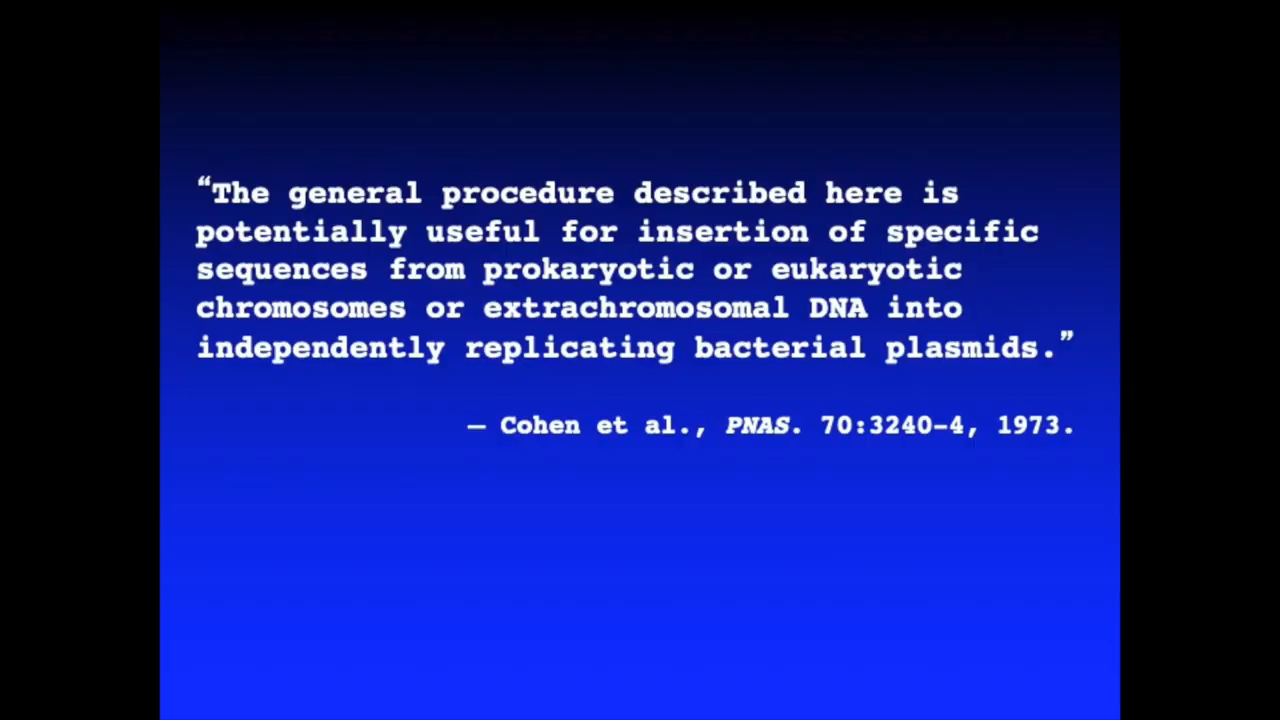 “The general procedure described here is
potentially useful for insertion of specific
sequences from prokaryotic or eukaryotic
chromosomes or extrachromosomal DNA into
independently replicating bacterial plasmids.”
— Cohen et al., PNAS. 70:3240–4, 1973.